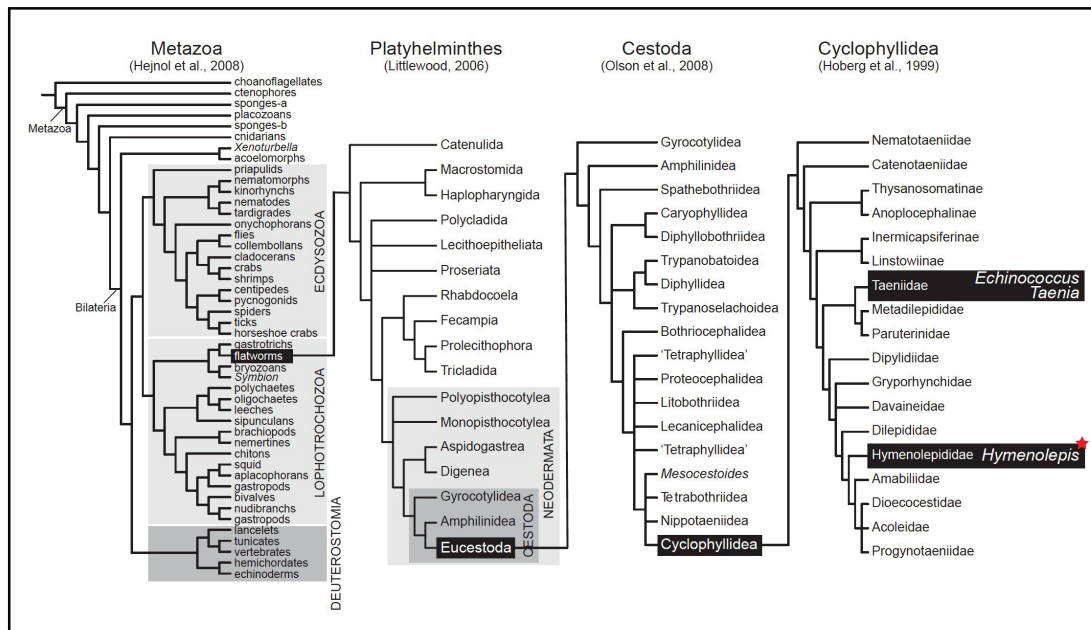 Metazoa
(Hejnol et al., 2008)
choanoflagellates
ctenophores
sponges-a
placozoans
sponges-b
cnidarians
Xenoturbella
acoelomorphs
priapulids
nematomorphs
kinorhynchs
nematodes
tardigrades
onychophorans
flies
collembollans
cladocerans
crabs
shrimps
centipedes
pycnogonids
spiders
ticks
horseshoe crabs
gastrotrichs
flatworms
bryozoans
Symbion
polychaetes
oligochaetes
leeches
sipunculans
brachiopods
nemertines
chitons
squid
aplacophorans
gastropods
bivalves
nudibranchs
gastropods
lancelets
tunicates
vertebrates
hemichordates
echinoderms
Metazoa
Bilateria
ECDYSOZOA
LOPHOTROCHOZOA
DEUTEROSTOMIA
Platyhelminthes
(Littlewood, 2006)
Catenulida
Macrostomida
Haplopharyngida
Polycladida
Lecithoepitheliata
Proseriata
Rhabdocoela
Fecampia
Prolecithophora
Tricladida
Polyopisthocotylea
Monopisthocotylea
Aspidogastrea
Digenea
Gyrocotylidea
Amphilinidea
Eucestoda
CESTODA
NEODERMATA
Cestoda
(Olson et al., 2008)
Gyrocotylidea
Amphilinidea
Spathebothriidea
Caryophyllidea
Diphyllobothriidea
Trypanobatoidea
Diphyllidea
Trypanoselachoidea
Bothriocephalidea
'Tetraphyllidea'
Proteocephalidea
Litobothriidea
Lecanicephalidea
'Tetraphyllidea'
Mesocestoides
Tetrabothriidea
Nippotaeniidea
Cyclophyllidea
Cyclophyllidea
(Hoberg et al., 1999)
Nematotaeniidae
Catenotaeniidae
Thysanosomatinae
Anoplocephalinae
Inermicapsiferinae
Linstowiinae
Taeniidae Echinococcus
Taenia
Metadilepididae
Paruterinidae
Dipylidiidae
Gryporhynchidae
Davaineidae
Dilepididae
Hymenolepididae Hymenolepis
Amabiliidae
Dioecocestidae
Acoleidae
Progynotaeniidae